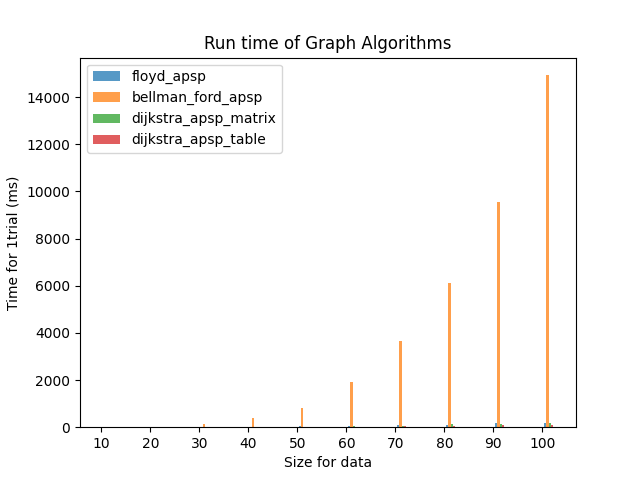 Run time of Graph Algorithms
floyd_apsp
bellman_ford_apsp
dijkstra_apsp_matrix
dijkstra_apsp_table
Time for 1trial (ms)
14000
12000
10000
8000
6000
4000
2000
0
10 20 30 40 50 60 70 80 90 100
Size for data